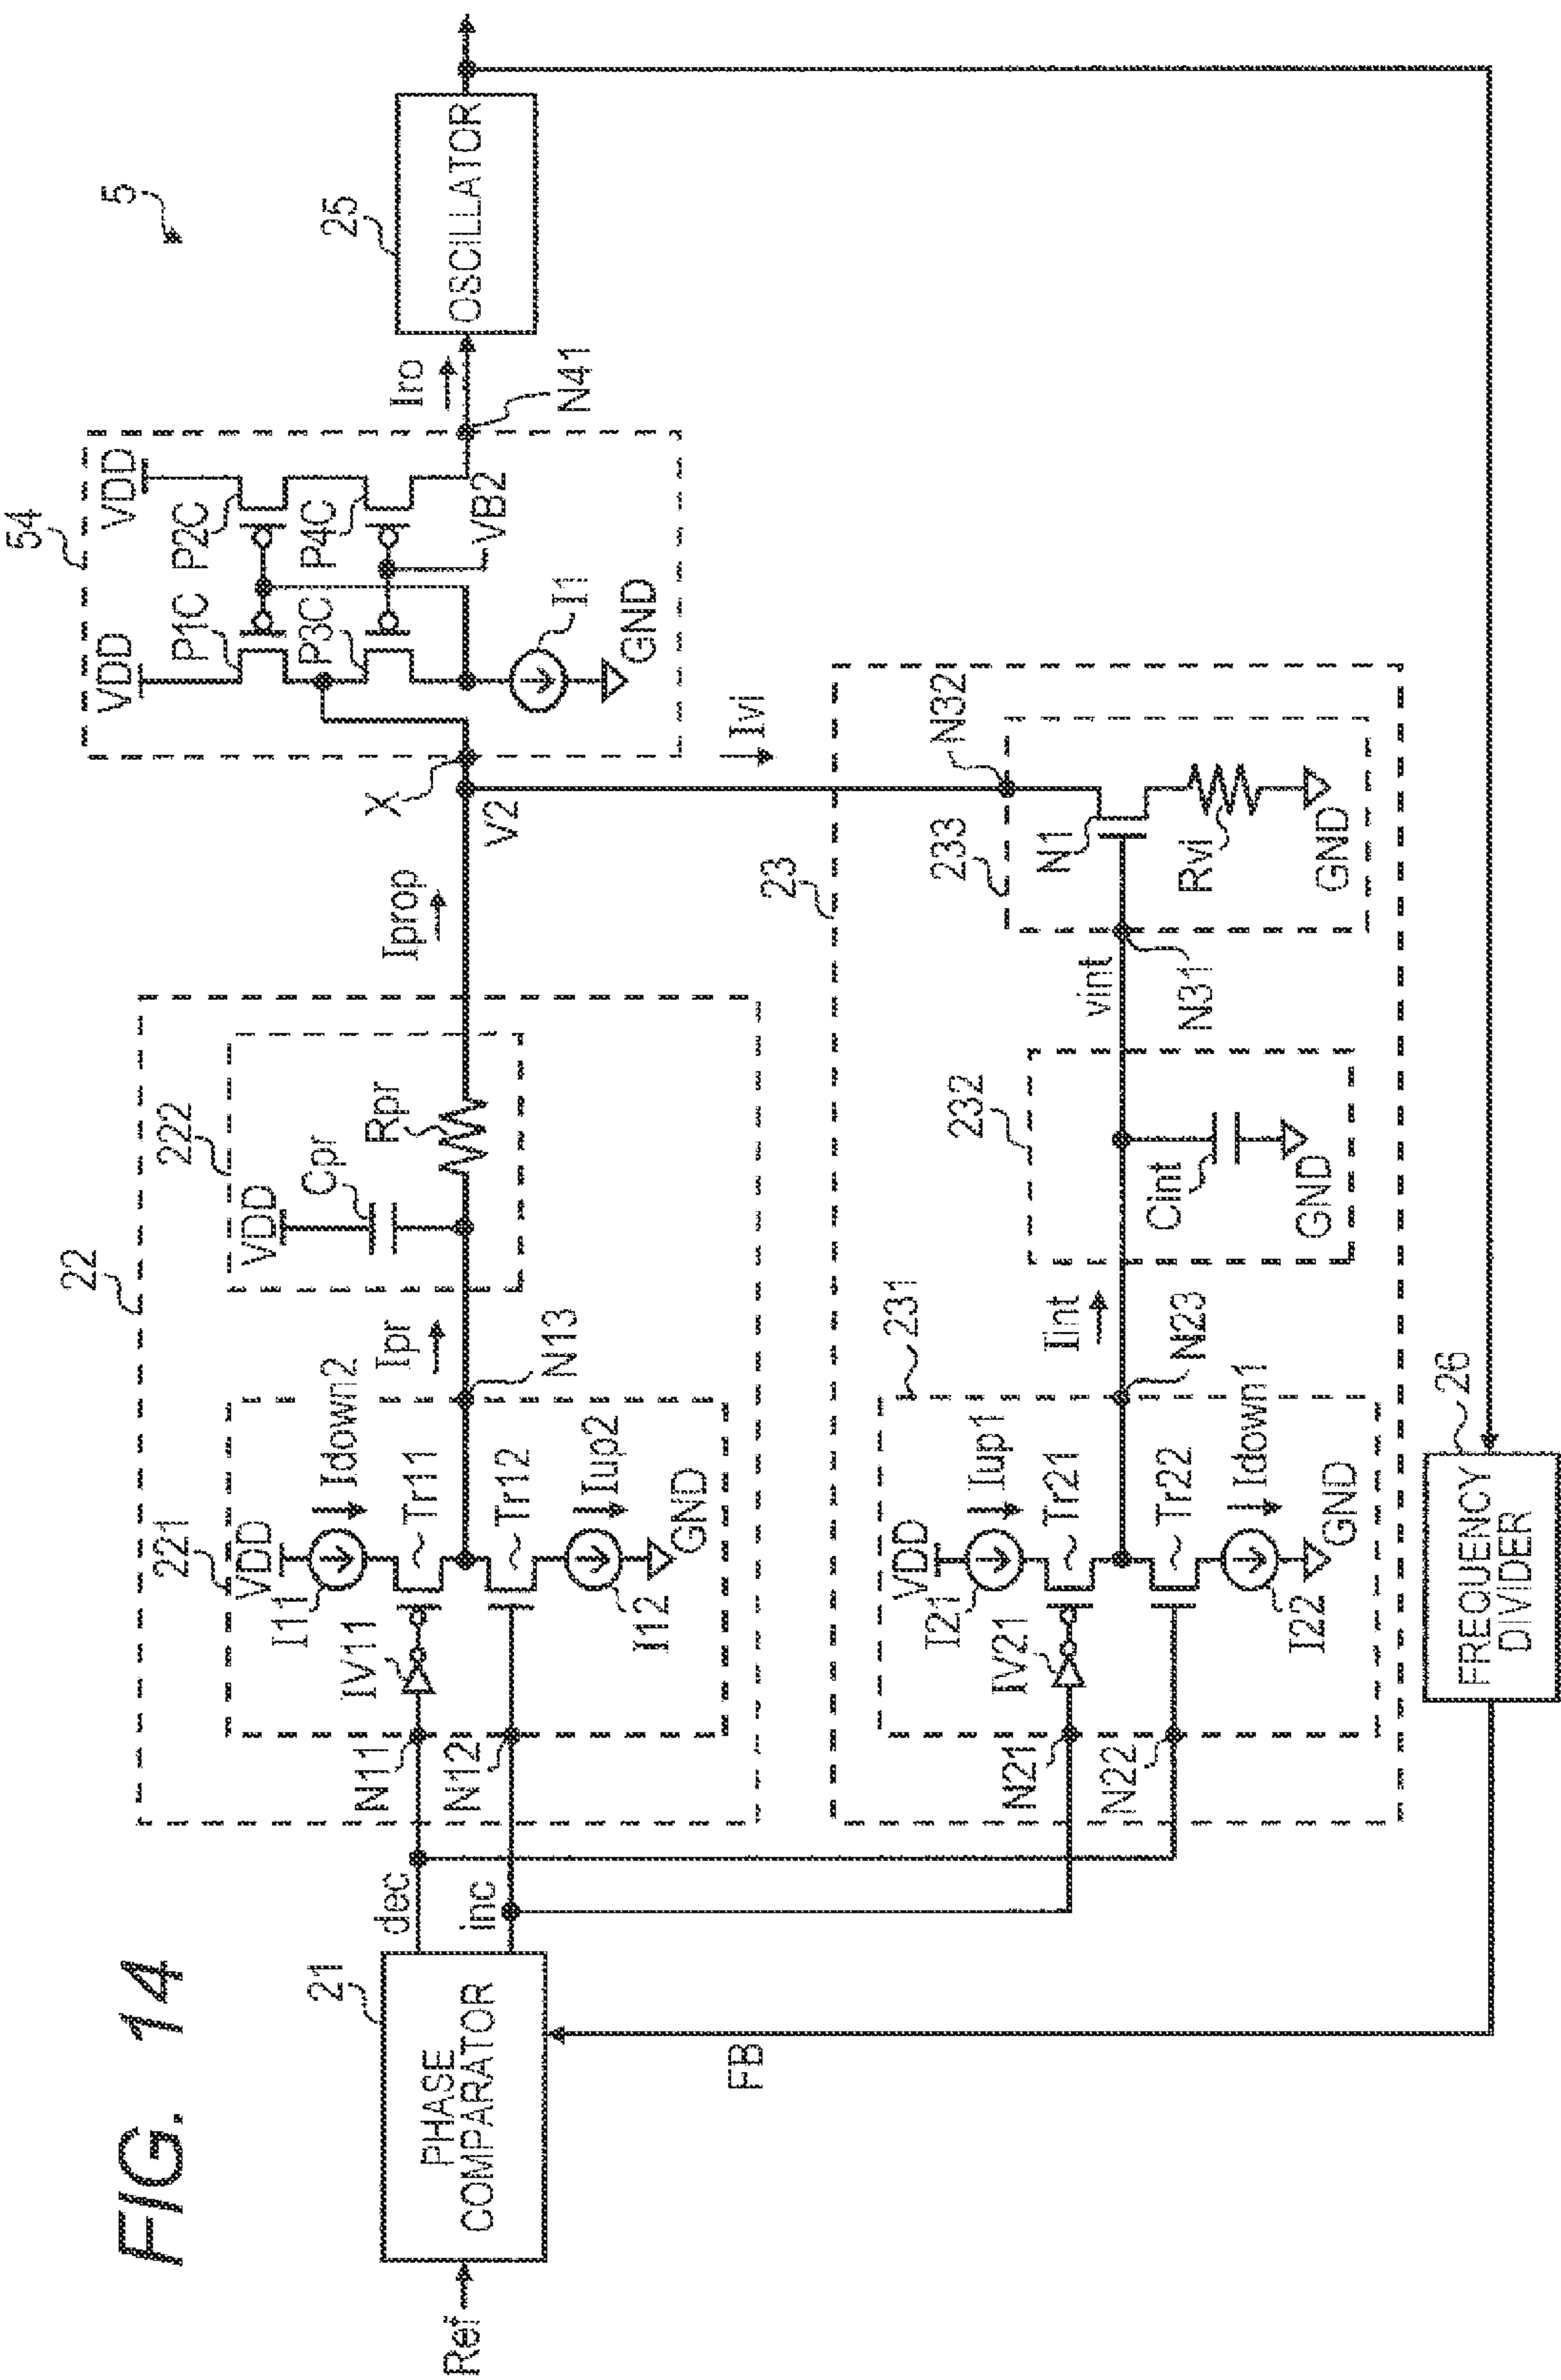 FIG. 14
5
Ref
21
PHASE
COMPARATOR
dec
inc
FB
22
221
VDD
I11
Idown2
IV11
Tr11
N11
N12
Tr12
Iup2
I12
GND
N13
Ipr
222
VDD
Cpr
Rpr
Iprop
X
V2
54
VDD
VDD
P1C
P2C
P3C
P4C
VB2
I1
GND
N41
Iro
25
OSCILLATOR
Ivi
23
231
VDD
I21
Iup1
IV21
Tr21
N21
N22
Tr22
Idown1
I22
GND
N23
Iint
232
Cint
GND
vint
N31
233
N32
N1
Rvi
GND
26
FREQUENCY
DIVIDER